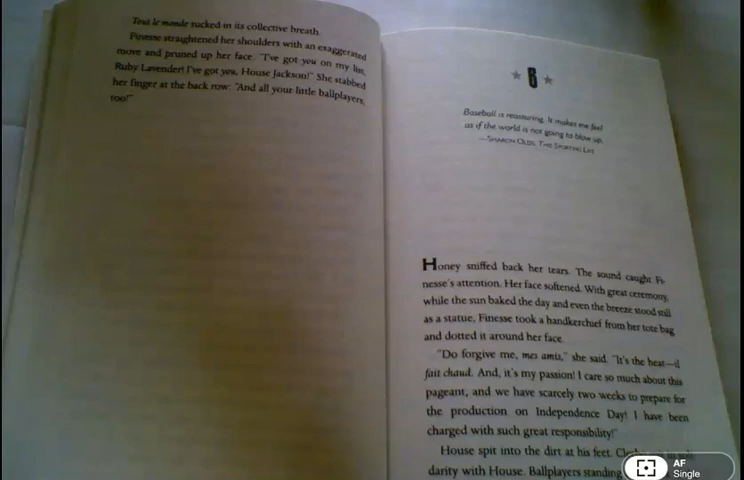 Tout le monde sucked in its collective breath.
Finesse straightened her shoulders with an exaggerated
move and pruned up her face. "I've got you on my list,
Ruby Lavender! I've got you, House Jackson!" She stabbed
her finger at the back row. "And all your little ballplayers,
too!"
★ 6 ★
Baseball is reassuring. It makes me feel
as if the world is not going to blow up.
—SHARON OLDS, THE SPORTING LIFE
Honey sniffed back her tears. The sound caught Fi-
nesse's attention. Her face softened. With great ceremony,
while the sun baked the day and even the breeze stood still
as a statue, Finesse took a handkerchief from her tote bag
and dotted it around her face.
"Do forgive me, mes amis," she said. "It's the heat—il
fait chaud. And, it's my passion! I care so much about this
pageant, and we have scarcely two weeks to prepare for
the production on Independence Day! I have been
charged with such great responsibility!"
House spit into the dirt at his feet.
darity with House. Ballplayers standing
AF
Single